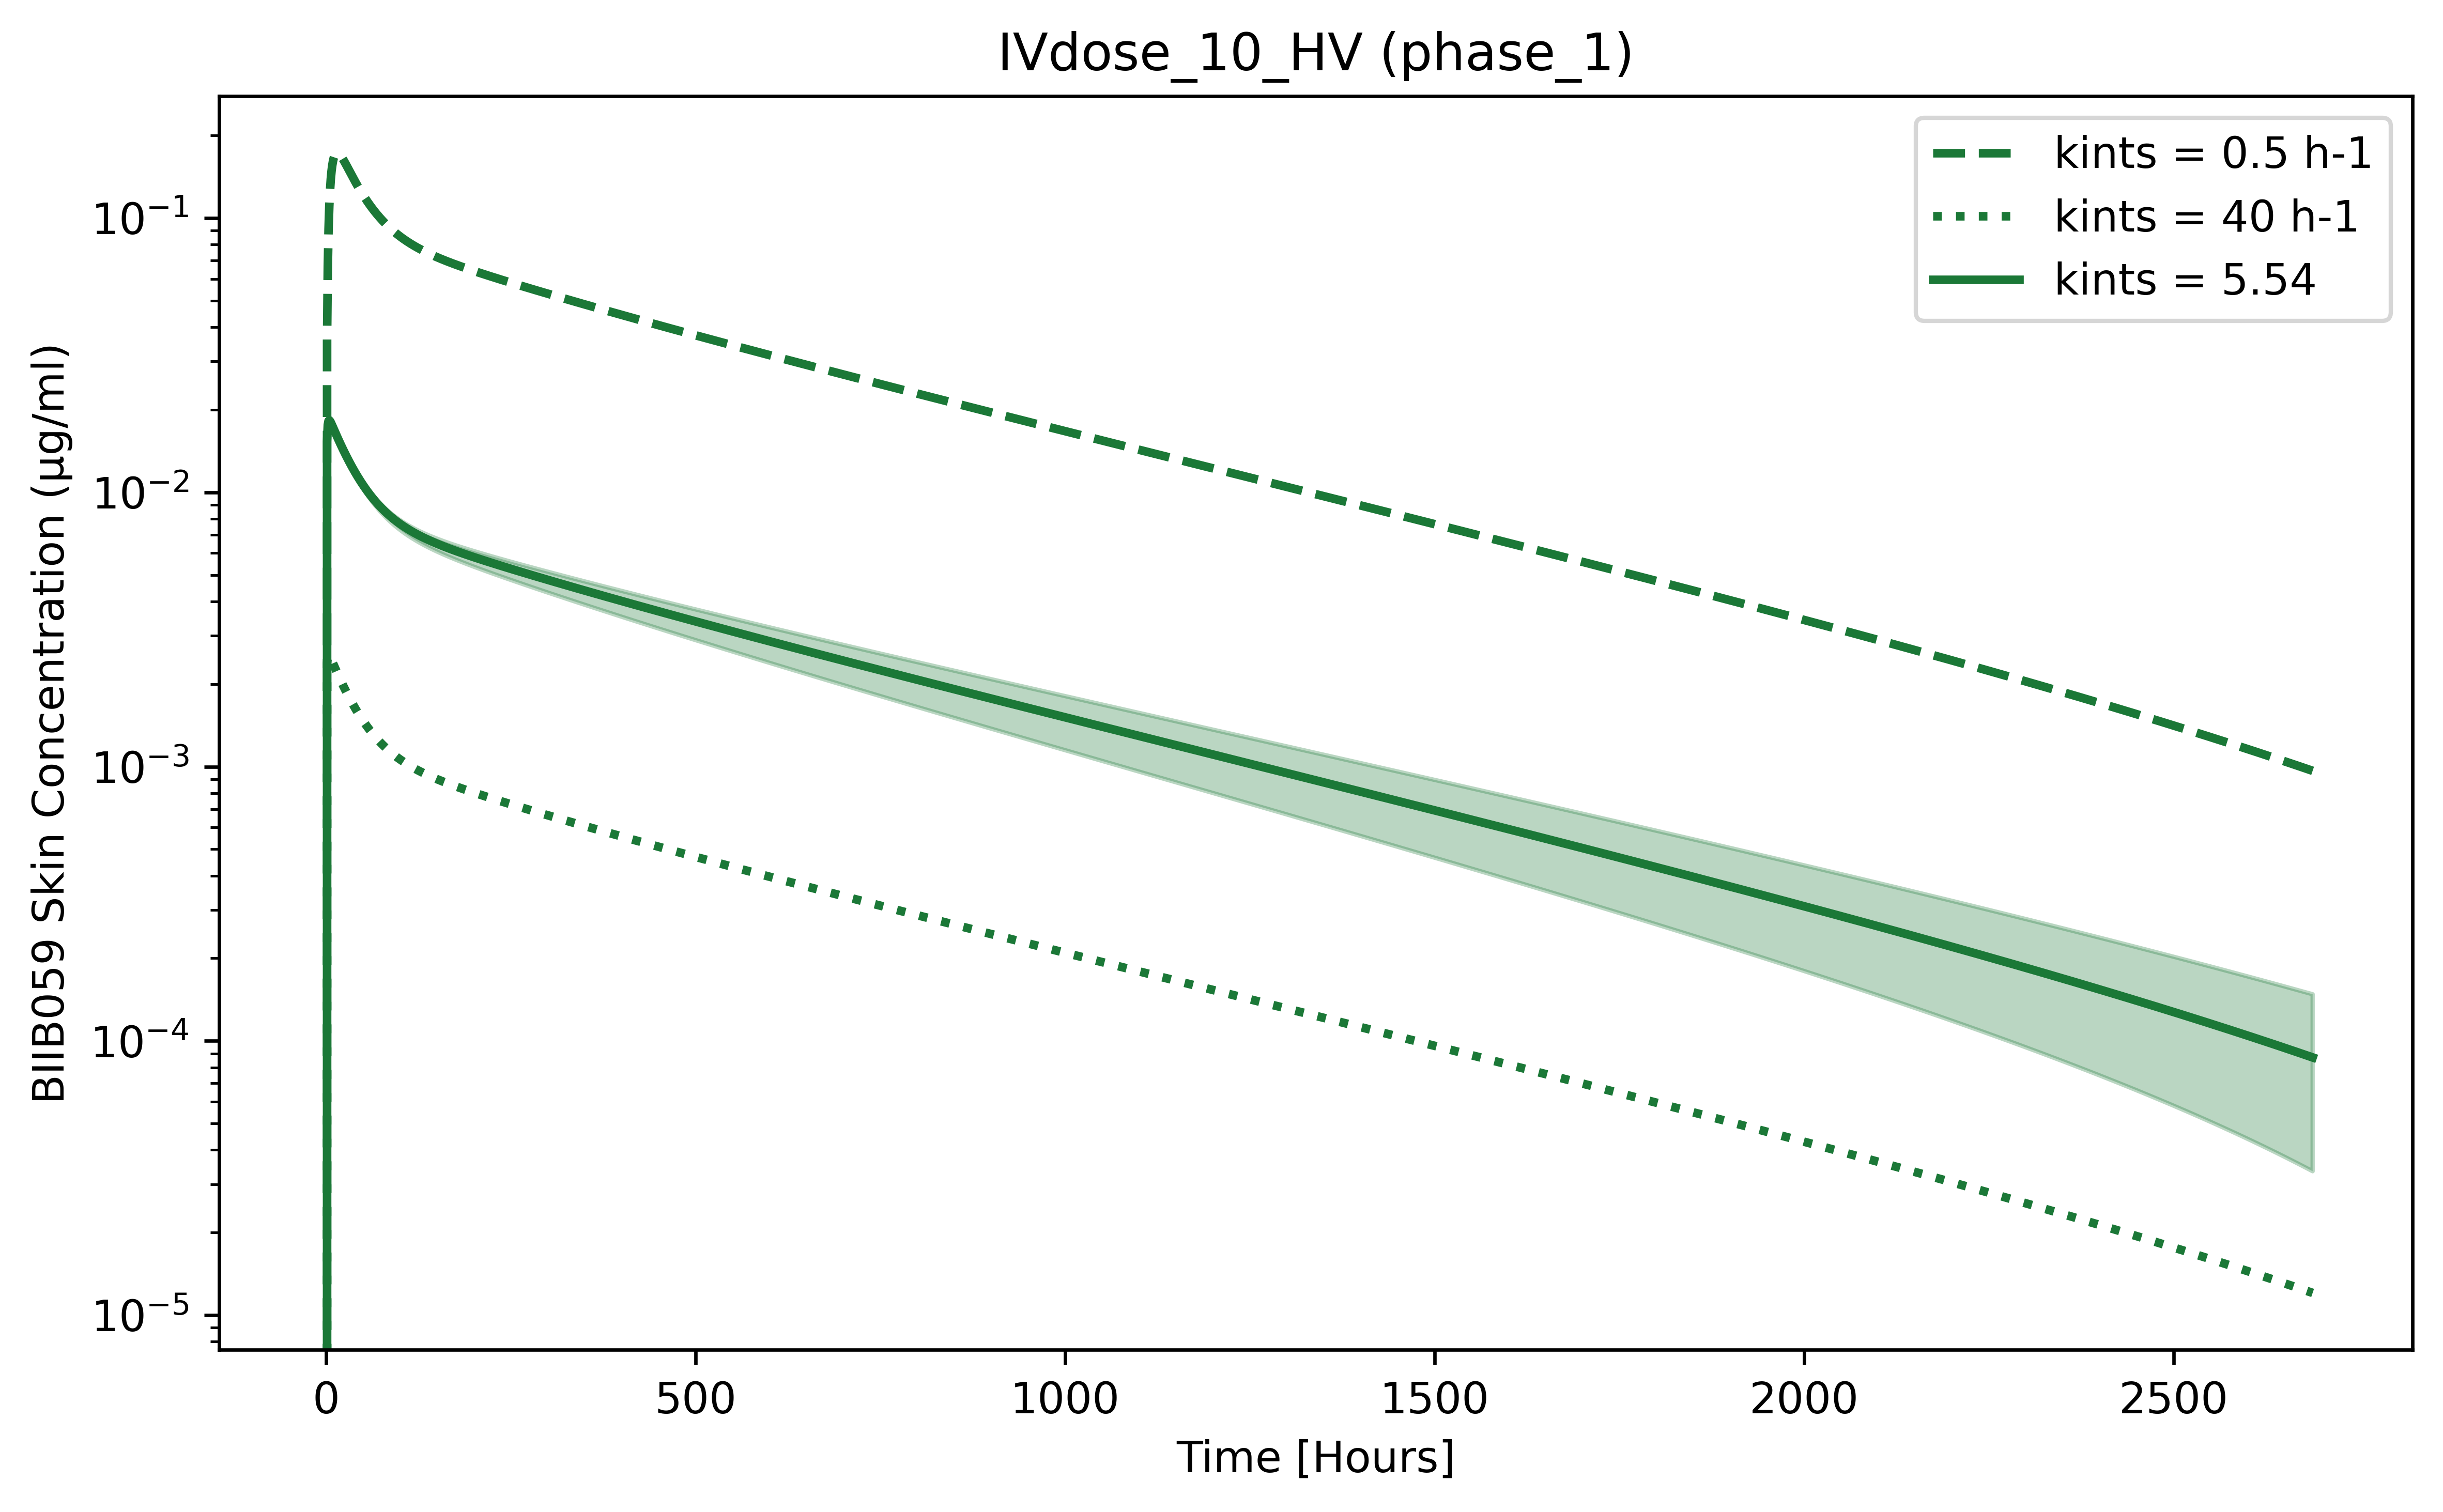 IVdose_10_HV (phase_1)
kints = 0.5 h-1
kints = 40 h-1
kints = 5.54
BIIB059 Skin Concentration (µg/ml)
10⁻¹
10⁻²
10⁻³
10⁻⁴
10⁻⁵
0 500 1000 1500 2000 2500
Time [Hours]